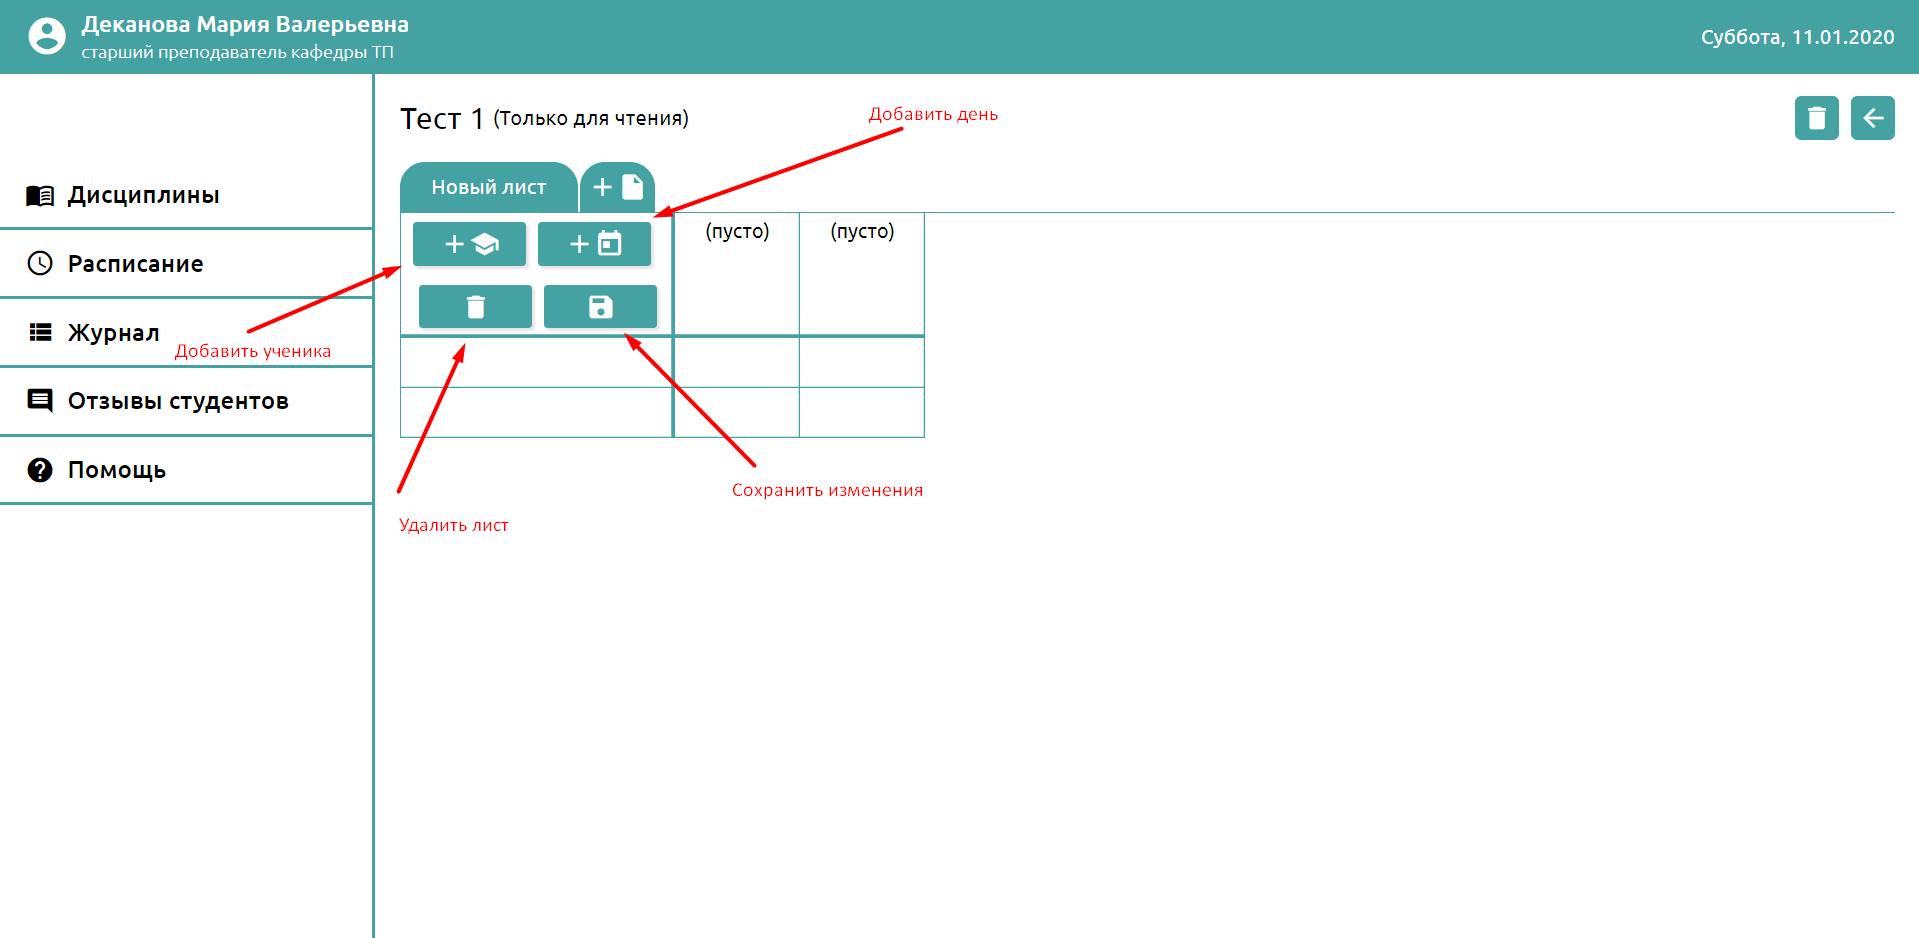 Деканова Мария Валерьевна
старший преподаватель кафедры ТП
Суббота, 11.01.2020
Дисциплины
Расписание
Журнал
Отзывы студентов
Помощь
Тест 1 (Только для чтения)
Добавить день
Новый лист
(пусто) (пусто)
Добавить ученика
Сохранить изменения
Удалить лист